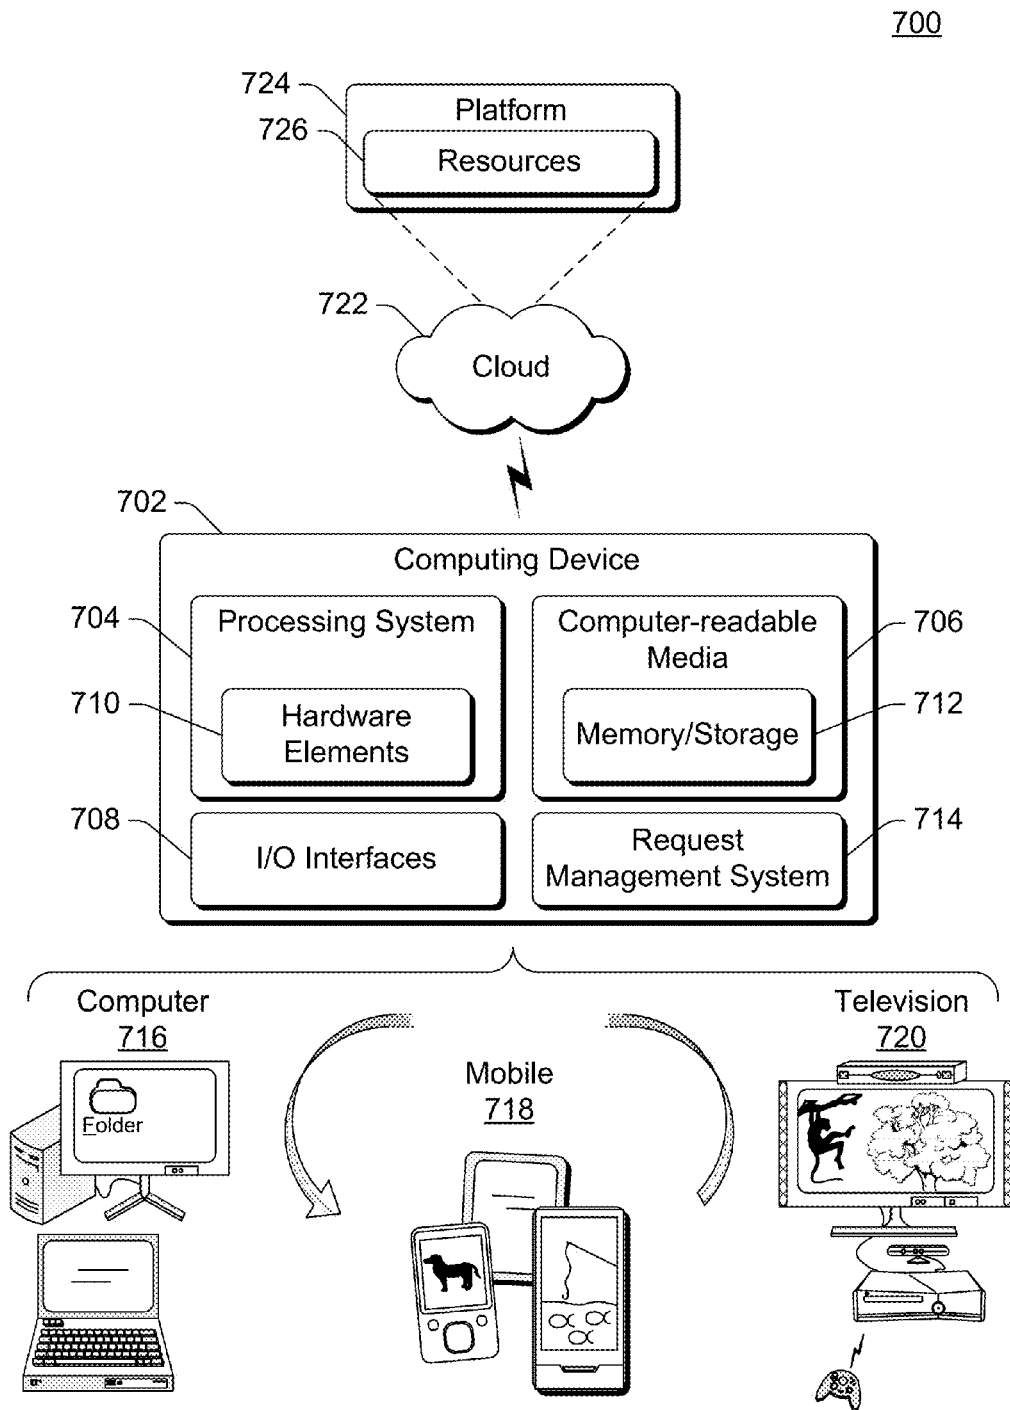 700
724
Platform
726
Resources
722
Cloud
702
Computing Device
704
Processing System
Computer-readable
Media
706
710
Hardware
Elements
Memory/Storage
712
708
I/O Interfaces
Request
Management System
714
Computer
716
Folder
Mobile
718
Television
720